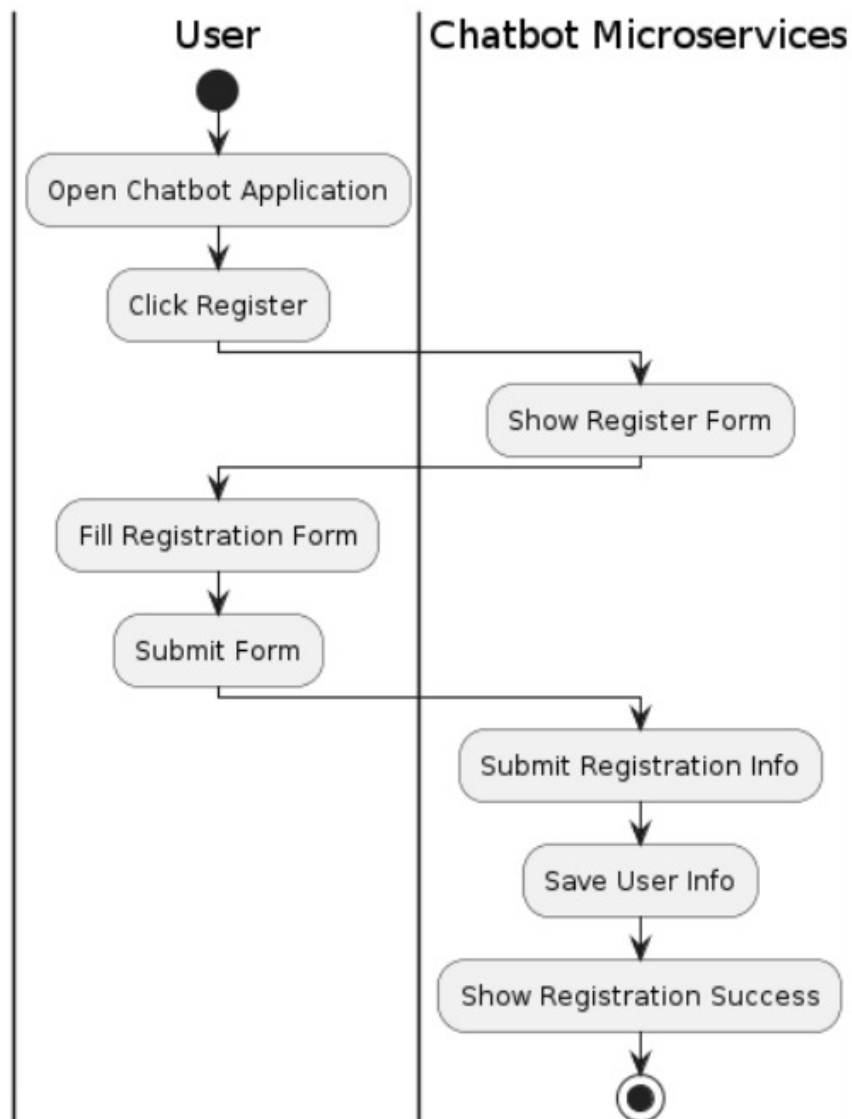 User
Chatbot Microservices
Open Chatbot Application
Click Register
Show Register Form
Fill Registration Form
Submit Form
Submit Registration Info
Save User Info
Show Registration Success